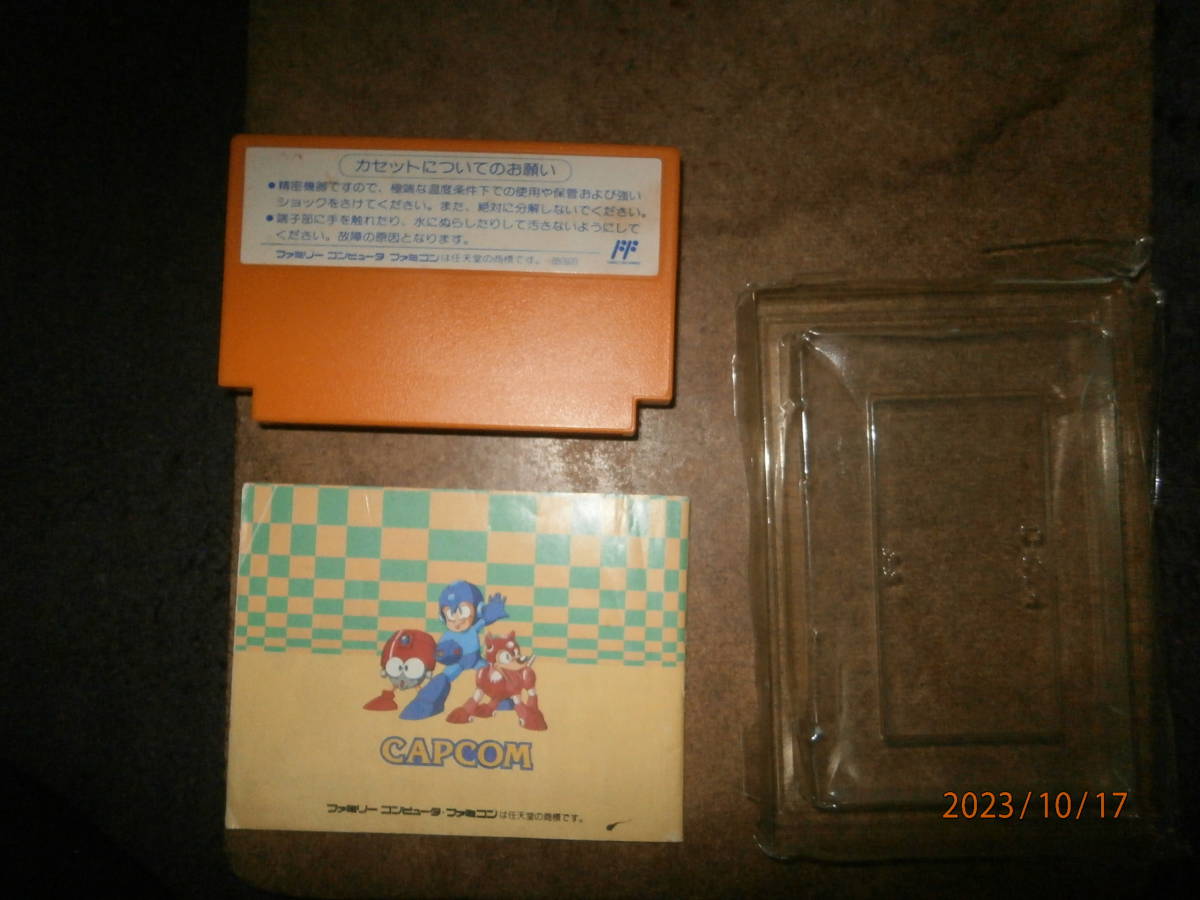 カセットについてのお願い
●精密機器ですので、極端な温度条件下での使用や保管および強い
ショックをさけてください。また、絶対に分解しないでください。
●端子部に手を触れたり、水にぬらしたりして汚さないようにして
ください。故障の原因となります。
ファミリー コンピュータ ファミコンは任天堂の商標です。
CAPCOM
ファミリー コンピュータ・ファミコンは任天堂の商標です。
2023/10/17